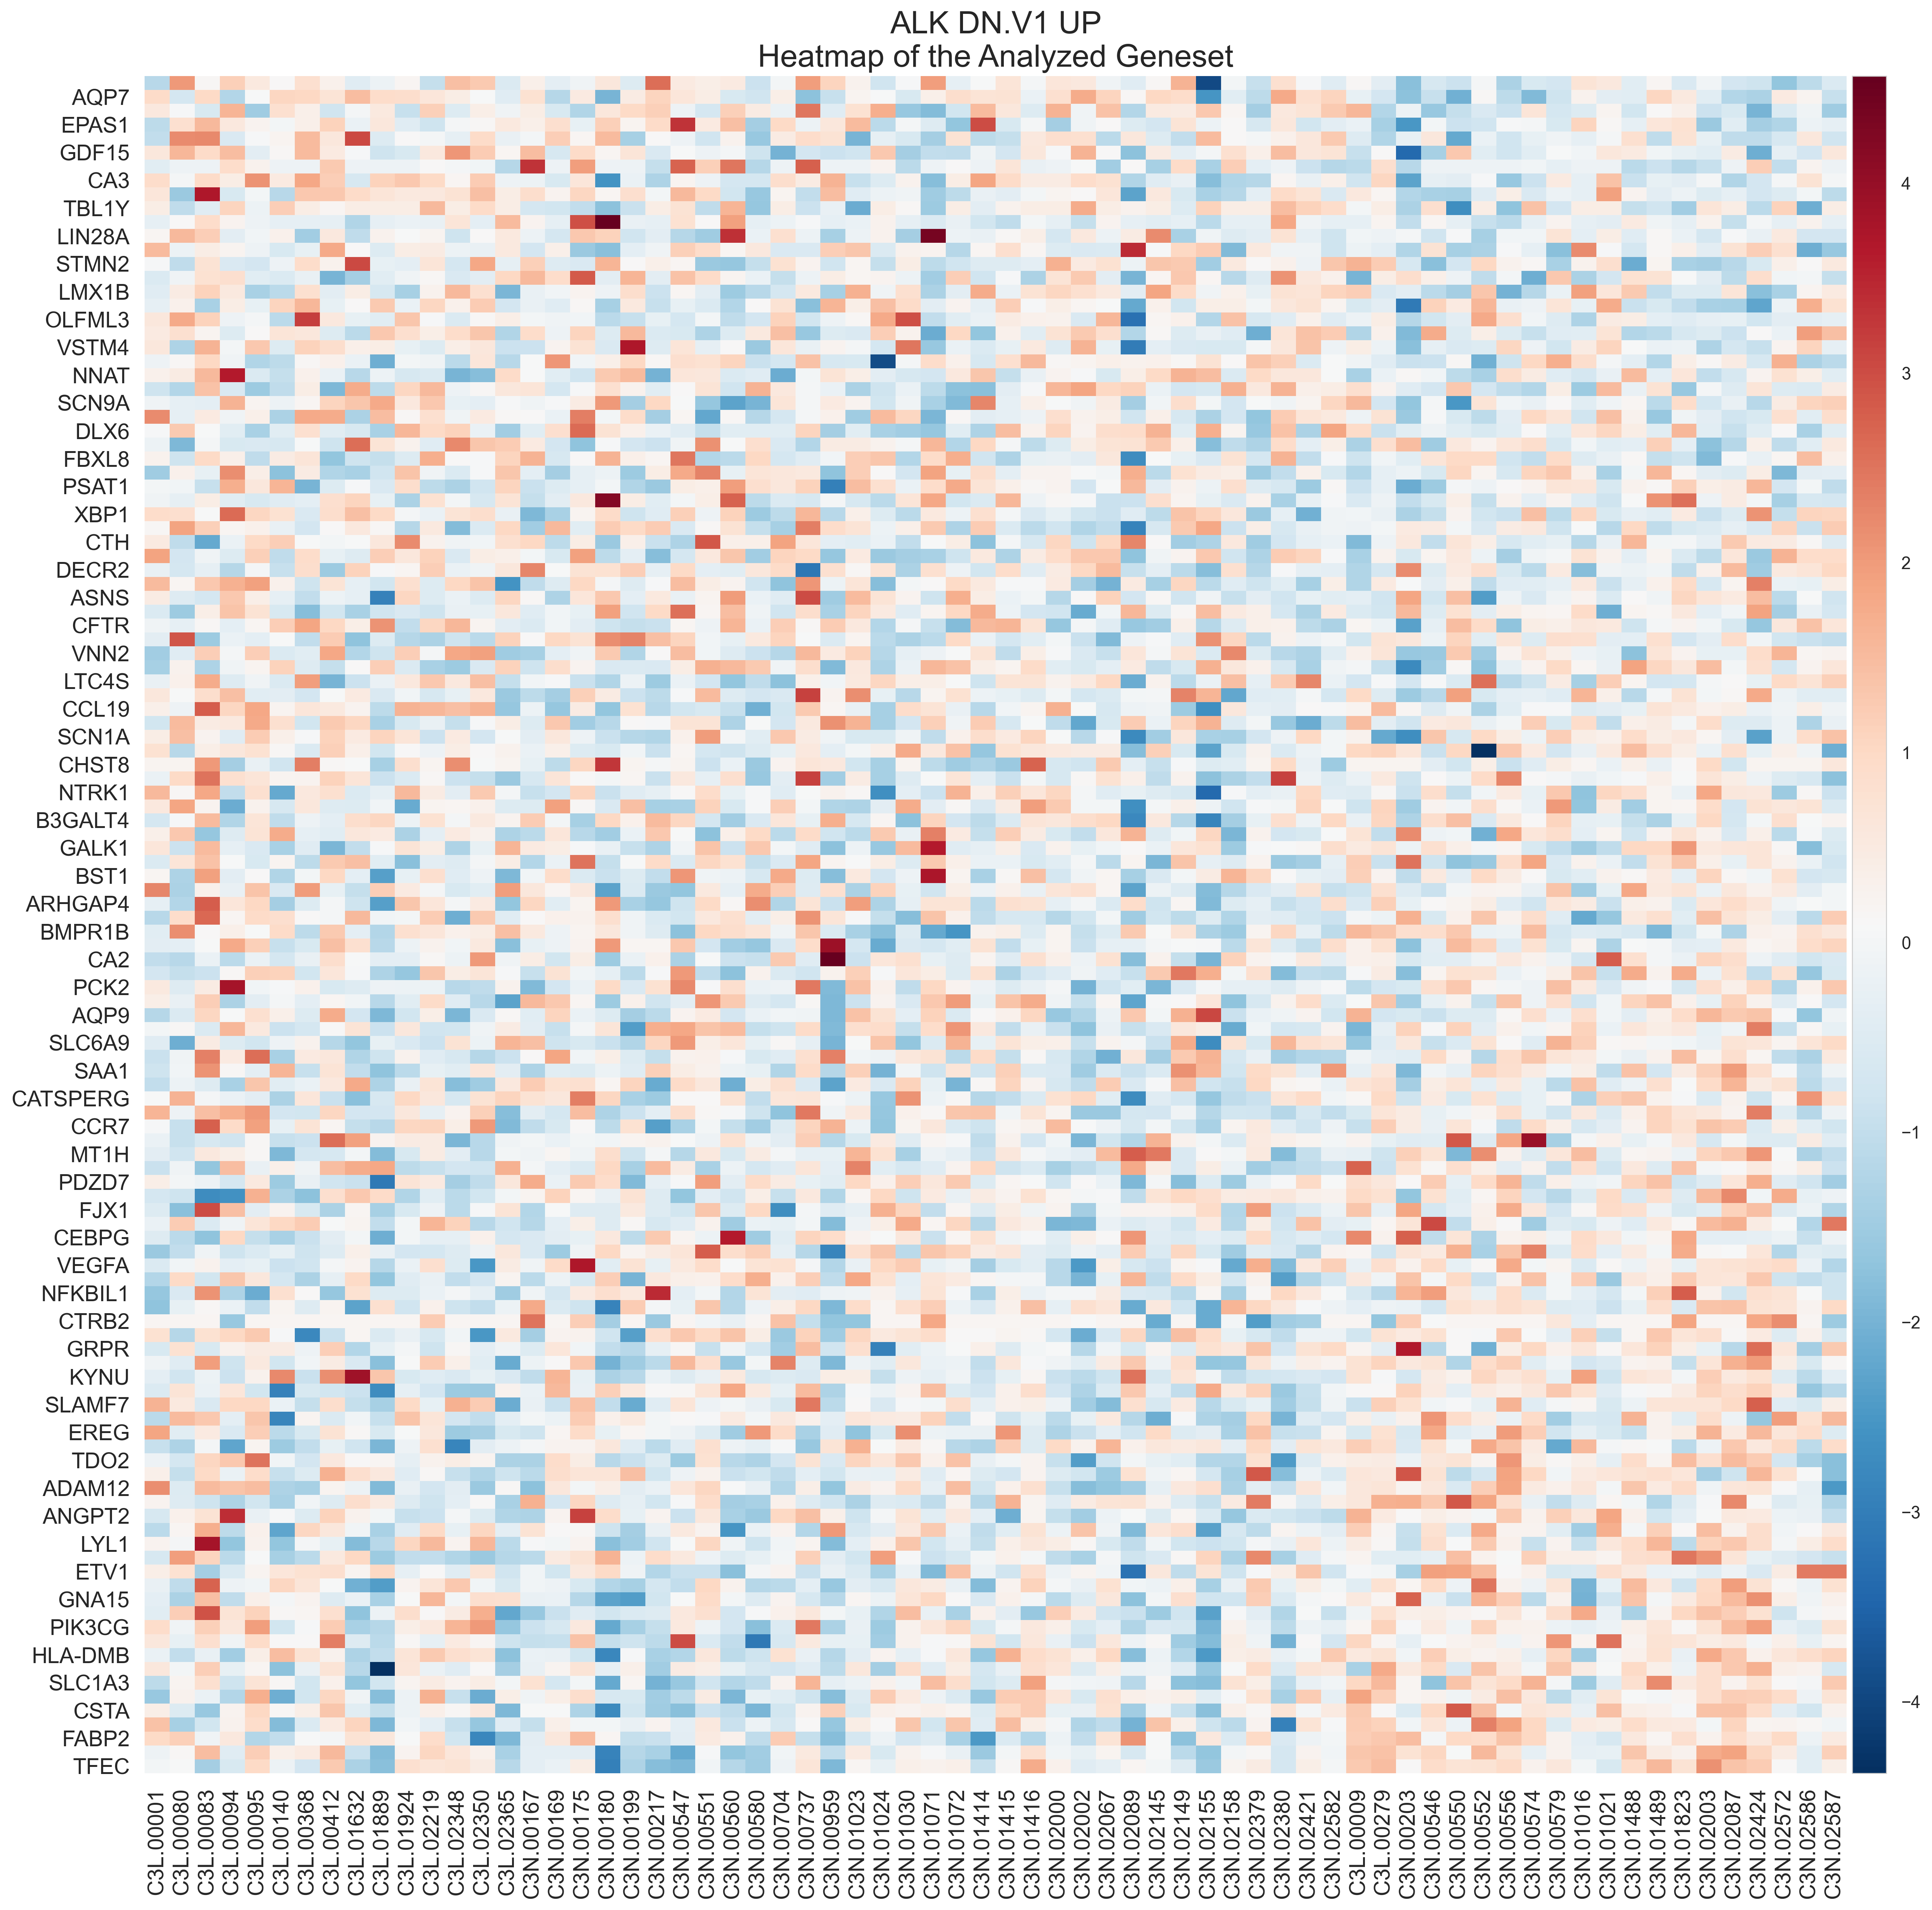 ALK DN.V1 UP
Heatmap of the Analyzed Geneset
AQP7
EPAS1
GDF15
CA3
TBL1Y
LIN28A
STMN2
LMX1B
OLFML3
VSTM4
NNAT
SCN9A
DLX6
FBXL8
PSAT1
XBP1
CTH
DECR2
ASNS
CFTR
VNN2
LTC4S
CCL19
SCN1A
CHST8
NTRK1
B3GALT4
GALK1
BST1
ARHGAP4
BMPR1B
CA2
PCK2
AQP9
SLC6A9
SAA1
CATSPERG
CCR7
MT1H
PDZD7
FJX1
CEBPG
VEGFA
NFKBIL1
CTRB2
GRPR
KYNU
SLAMF7
EREG
TDO2
ADAM12
ANGPT2
LYL1
ETV1
GNA15
PIK3CG
HLA-DMB
SLC1A3
CSTA
FABP2
TFEC
4
3
2
1
0
−1
−2
−3
−4
C3L.00001
C3L.00080
C3L.00083
C3L.00094
C3L.00095
C3L.00140
C3L.00368
C3L.00412
C3L.01632
C3L.01889
C3L.01924
C3L.02219
C3L.02348
C3L.02350
C3L.02365
C3N.00167
C3N.00169
C3N.00175
C3N.00180
C3N.00199
C3N.00217
C3N.00547
C3N.00551
C3N.00560
C3N.00580
C3N.00704
C3N.00737
C3N.00959
C3N.01023
C3N.01024
C3N.01030
C3N.01071
C3N.01072
C3N.01414
C3N.01415
C3N.01416
C3N.02000
C3N.02002
C3N.02067
C3N.02089
C3N.02145
C3N.02149
C3N.02155
C3N.02158
C3N.02379
C3N.02380
C3N.02421
C3N.02582
C3L.00009
C3L.00279
C3N.00203
C3N.00546
C3N.00550
C3N.00552
C3N.00556
C3N.00574
C3N.00579
C3N.01016
C3N.01021
C3N.01488
C3N.01489
C3N.01823
C3N.02003
C3N.02087
C3N.02424
C3N.02572
C3N.02586
C3N.02587